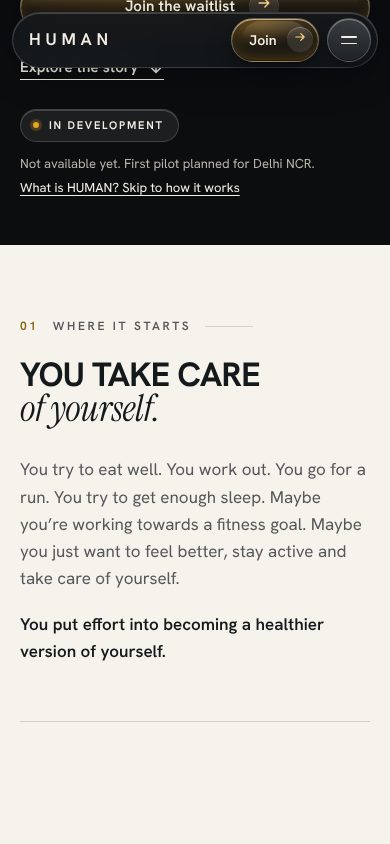 Join the waitlist
HUMAN
Join
Explore the story
IN DEVELOPMENT
Not available yet. First pilot planned for Delhi NCR.
What is HUMAN? Skip to how it works
01 WHERE IT STARTS
YOU TAKE CARE
of yourself.
You try to eat well. You work out. You go for a
run. You try to get enough sleep. Maybe
you’re working towards a fitness goal. Maybe
you just want to feel better, stay active and
take care of yourself.
You put effort into becoming a healthier
version of yourself.